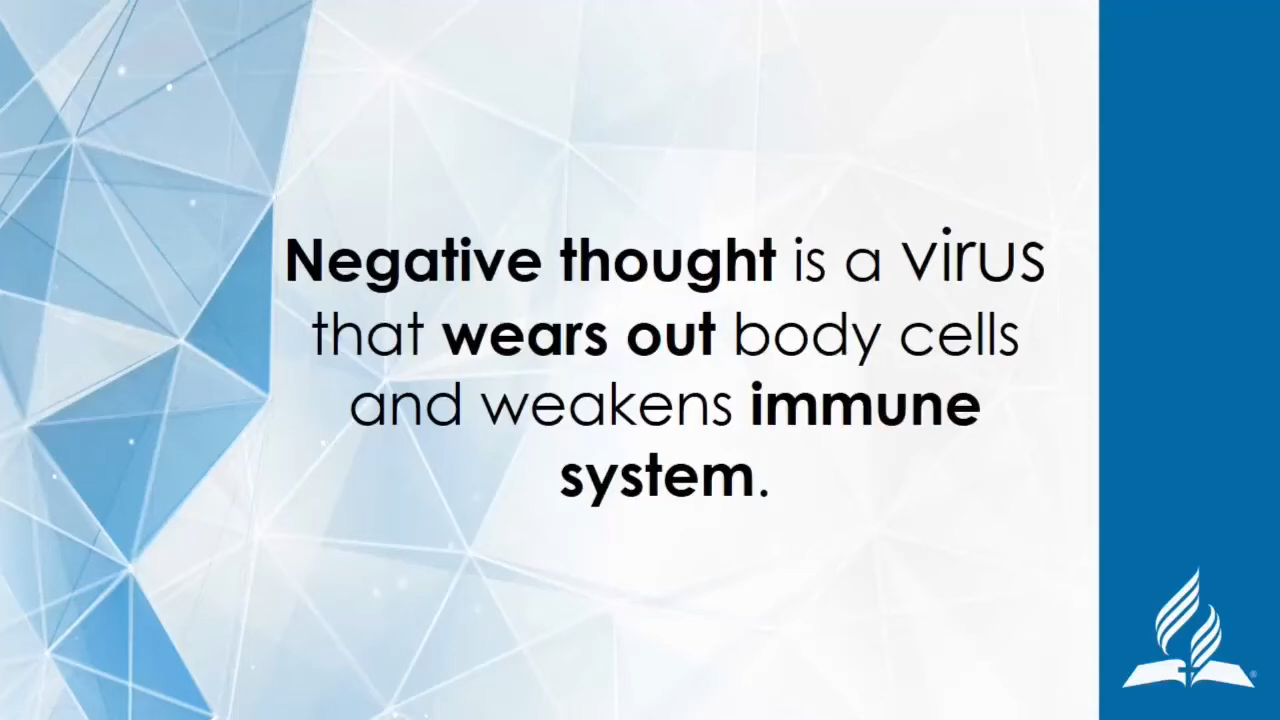 Negative thought is a virus
that wears out body cells
and weakens immune
system.